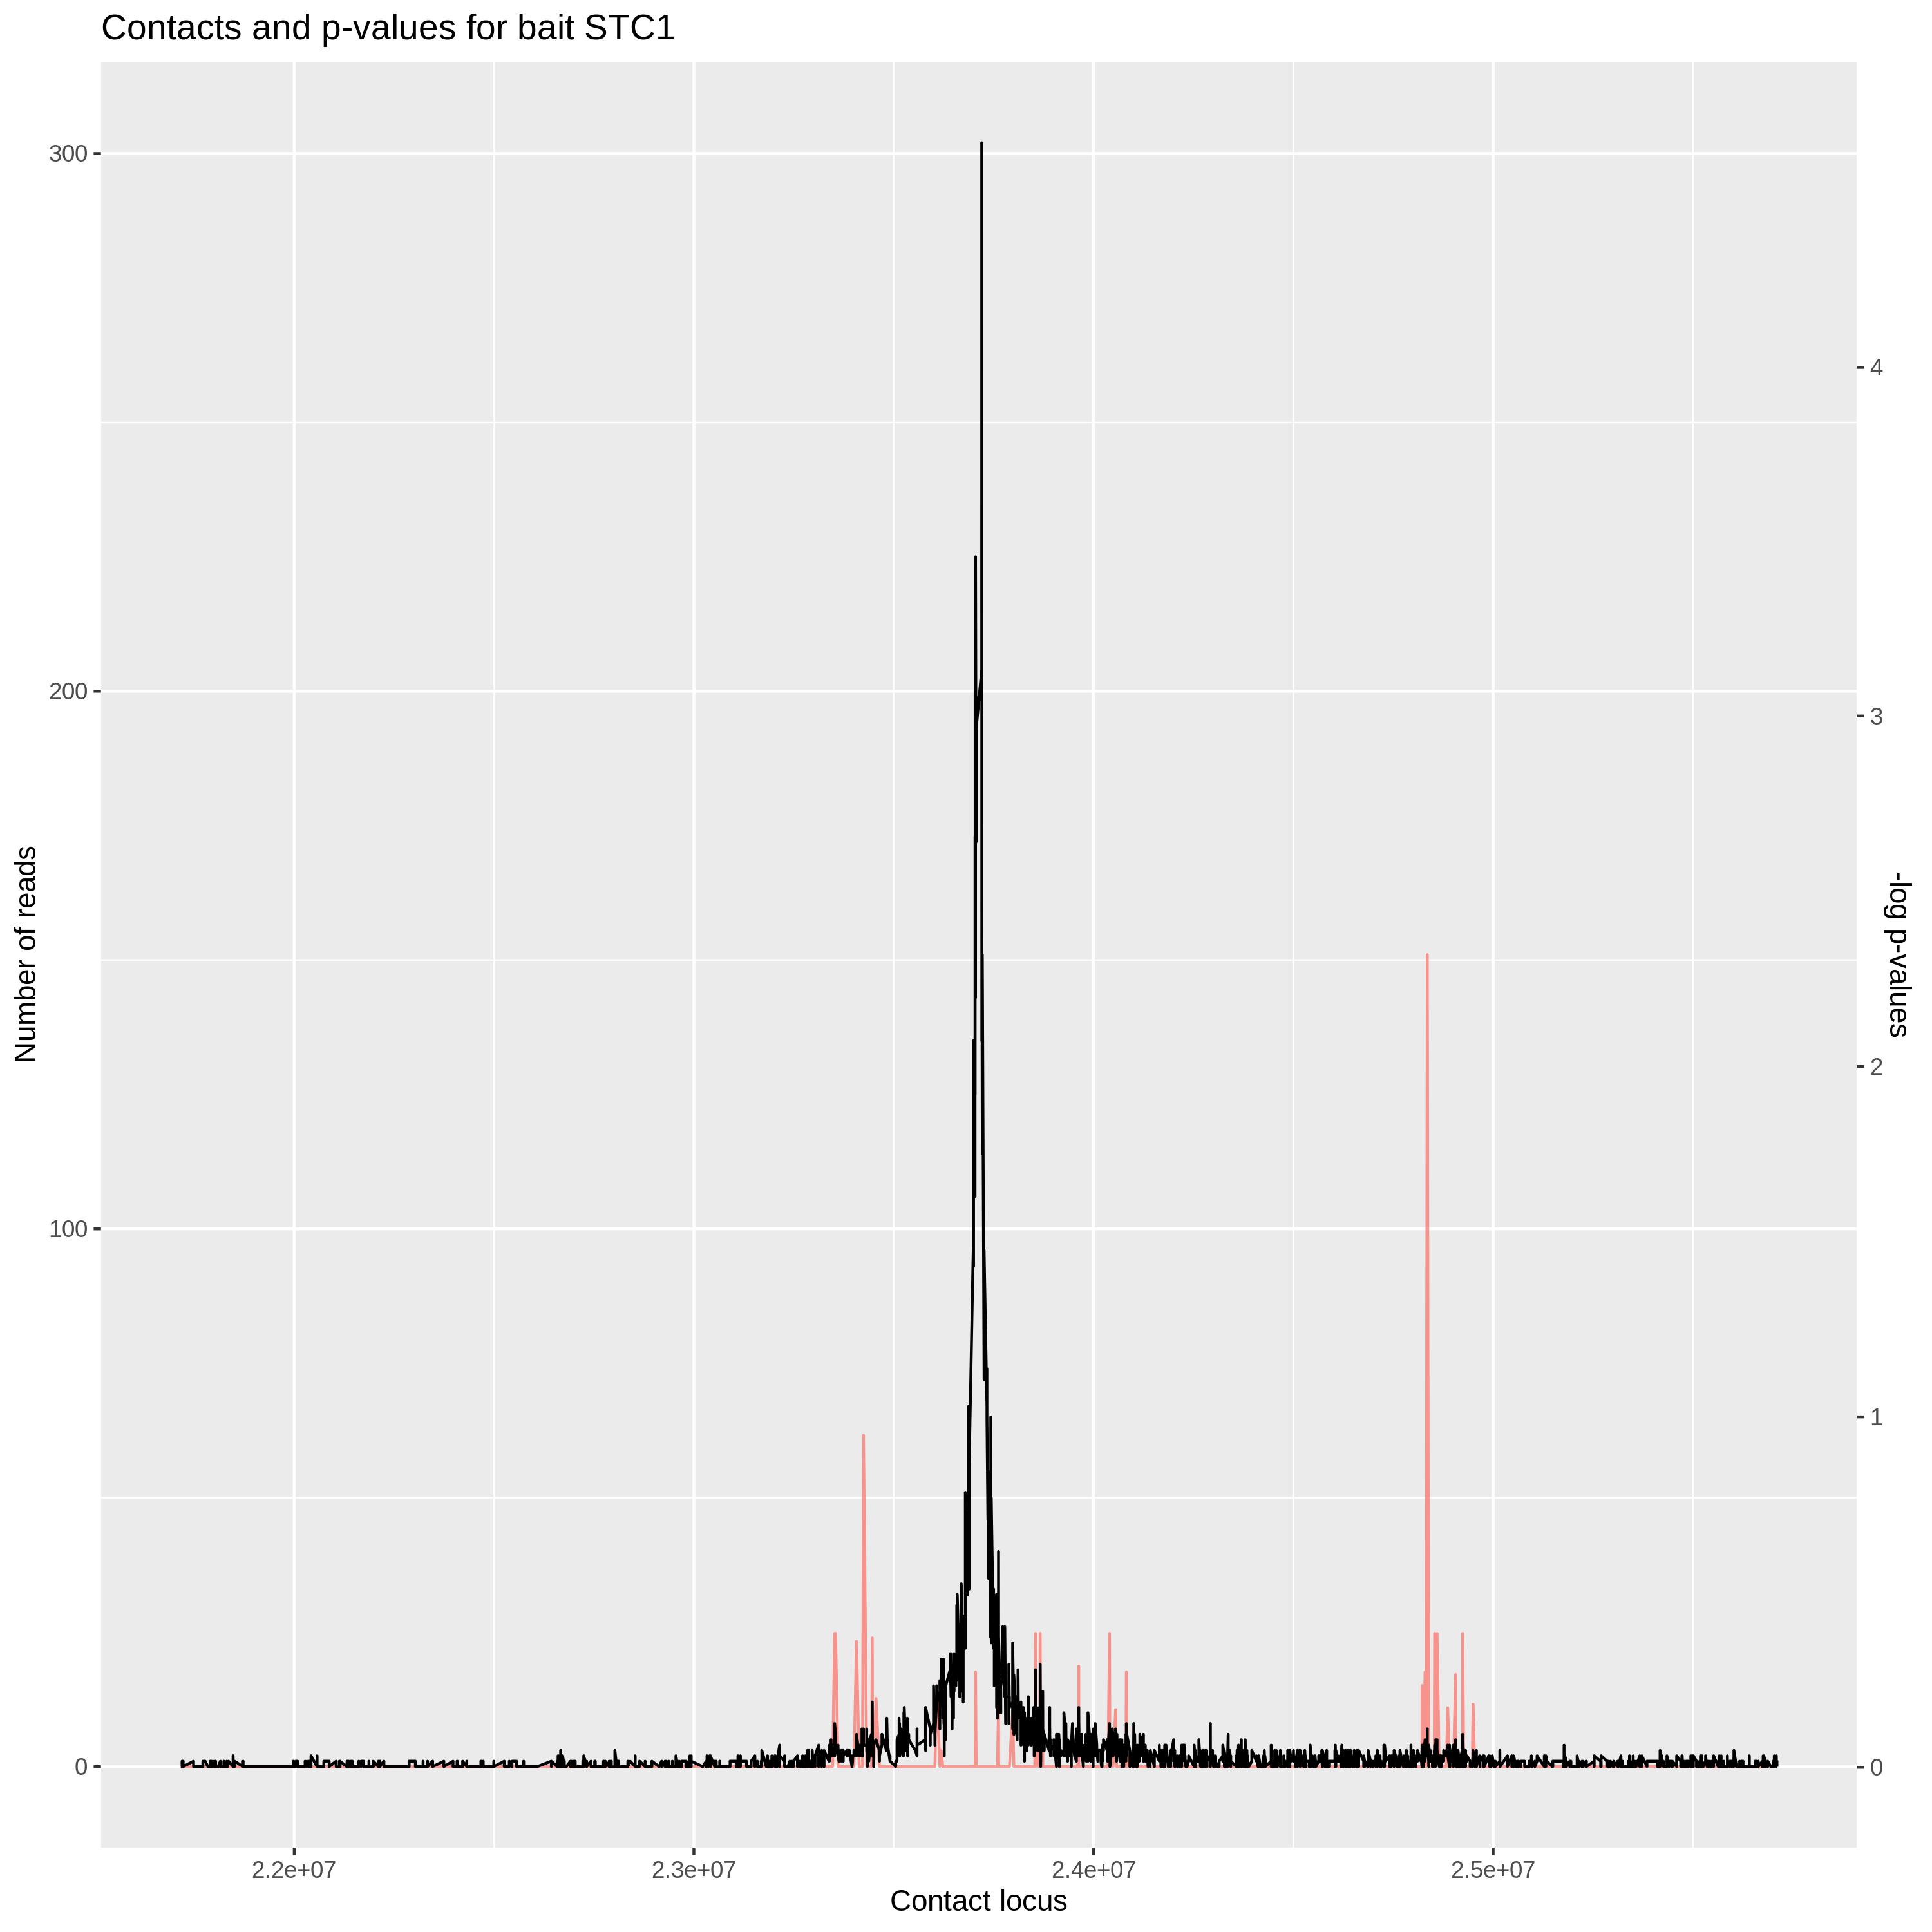 Contacts and p-values for bait STC1
300
200
100
0
Number of reads
4
3
2
1
0
-log p-values
2.2e+07
2.3e+07
2.4e+07
2.5e+07
Contact locus